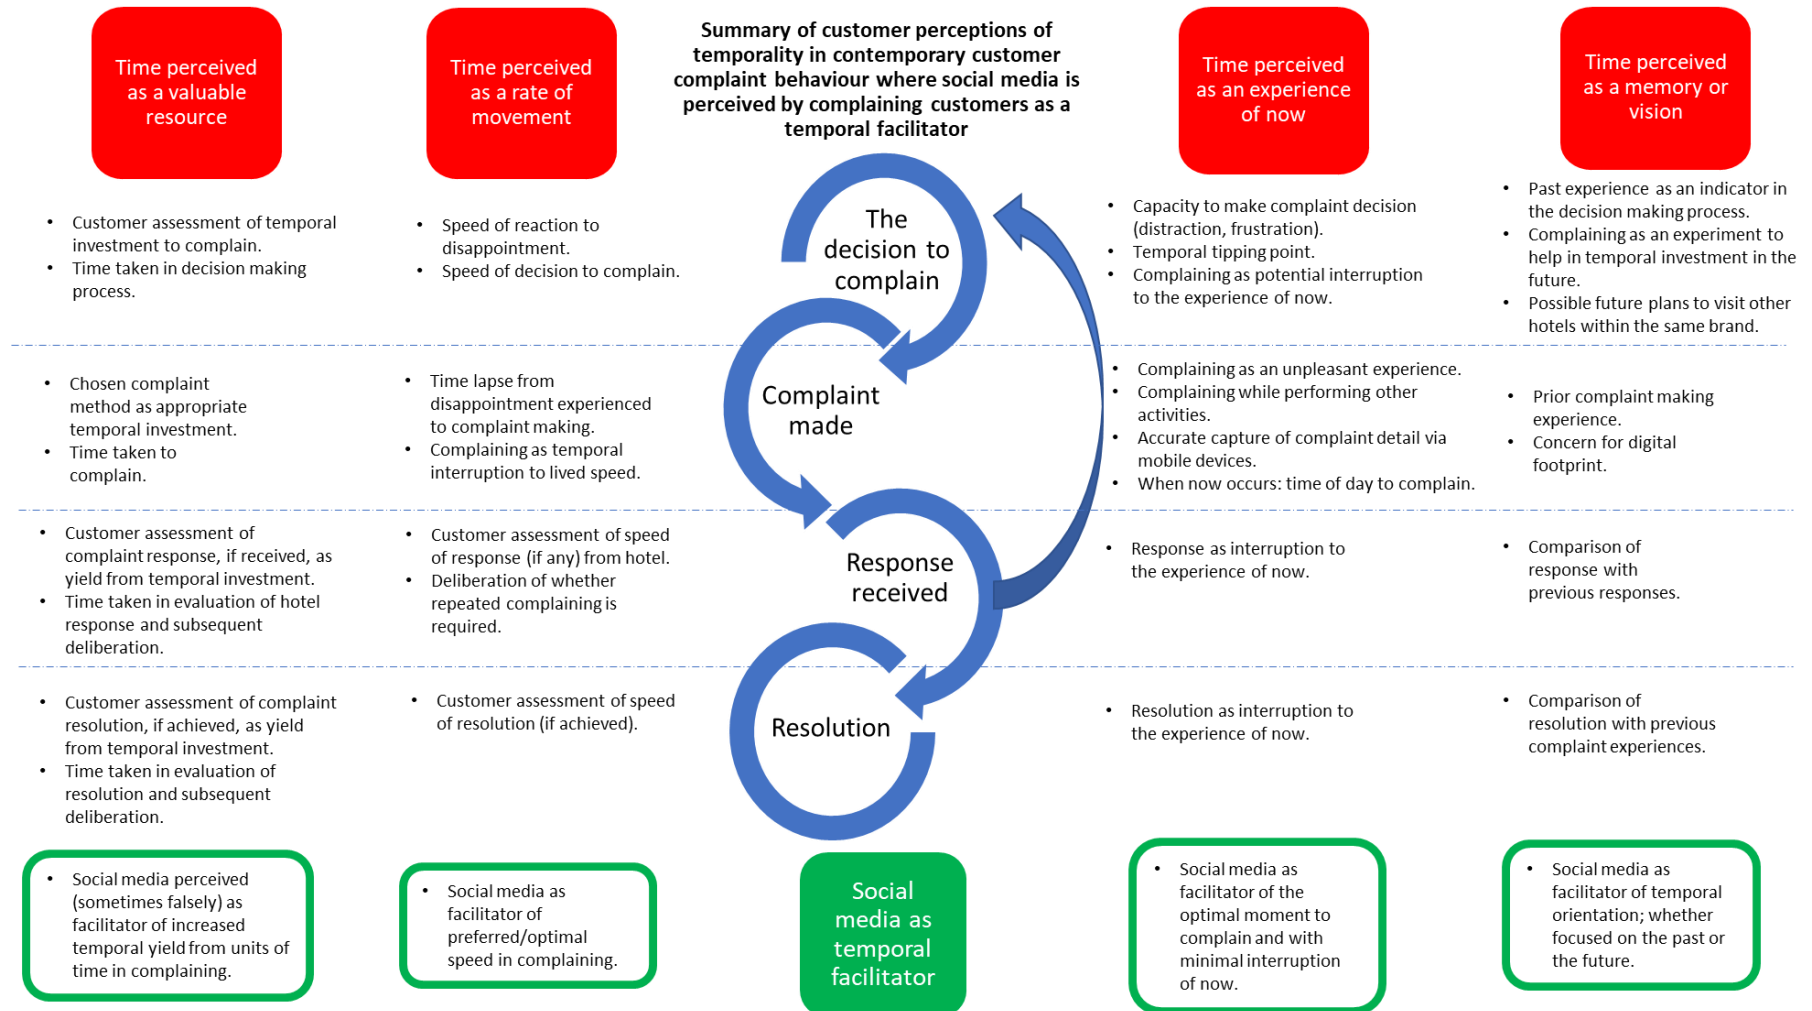 Time perceived
as a valuable
resource
Time perceived
as a rate of
movement
Summary of customer perceptions of
temporality in contemporary customer
complaint behaviour where social media is
perceived by complaining customers as a
temporal facilitator
Time perceived
as an experience
of now
Time perceived
as a memory or
vision
• Customer assessment of temporal
investment to complain.
• Time taken in decision making
process.
• Speed of reaction to
disappointment.
• Speed of decision to complain.
The
decision to
complain
• Capacity to make complaint decision
(distraction, frustration).
• Temporal tipping point.
• Complaining as potential interruption
to the experience of now.
• Past experience as an indicator in
the decision making process.
• Complaining as an experiment to
help in temporal investment in the
future.
• Possible future plans to visit other
hotels within the same brand.
• Chosen complaint
method as appropriate
temporal investment.
• Time taken to
complain.
• Time lapse from
disappointment experienced
to complaint making.
• Complaining as temporal
interruption to lived speed.
Complaint
made
• Complaining as an unpleasant experience.
• Complaining while performing other
activities.
• Accurate capture of complaint detail via
mobile devices.
• When now occurs: time of day to complain.
• Prior complaint making
experience.
• Concern for digital
footprint.
• Customer assessment of
complaint response, if received, as
yield from temporal investment.
• Time taken in evaluation of hotel
response and subsequent
deliberation.
• Customer assessment of speed
of response (if any) from hotel.
• Deliberation of whether
repeated complaining is
required.
Response
received
• Response as interruption to
the experience of now.
• Comparison of
response with
previous responses.
• Customer assessment of complaint
resolution, if achieved, as yield
from temporal investment.
• Time taken in evaluation of
resolution and subsequent
deliberation.
• Customer assessment of speed
of resolution (if achieved).
Resolution
• Resolution as interruption to
the experience of now.
• Comparison of
resolution with previous
complaint experiences.
• Social media perceived
(sometimes falsely) as
facilitator of increased
temporal yield from units of
time in complaining.
• Social media as
facilitator of
preferred/optimal
speed in complaining.
Social
media as
temporal
facilitator
• Social media as
facilitator of the
optimal moment to
complain and with
minimal interruption
of now.
• Social media as
facilitator of temporal
orientation; whether
focused on the past or
the future.